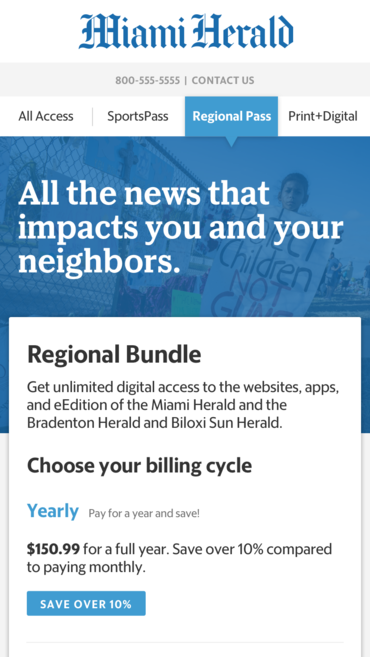 Miami Herald
800-555-5555 | CONTACT US
All Access SportsPass Regional Pass Print+Digital
All the news that
impacts you and your
neighbors.
Children
NOT
GUNS
Regional Bundle
Get unlimited digital access to the websites, apps,
and eEdition of the Miami Herald and the
Bradenton Herald and Biloxi Sun Herald.
Choose your billing cycle
Yearly Pay for a year and save!
$150.99 for a full year. Save over 10% compared
to paying monthly.
SAVE OVER 10%